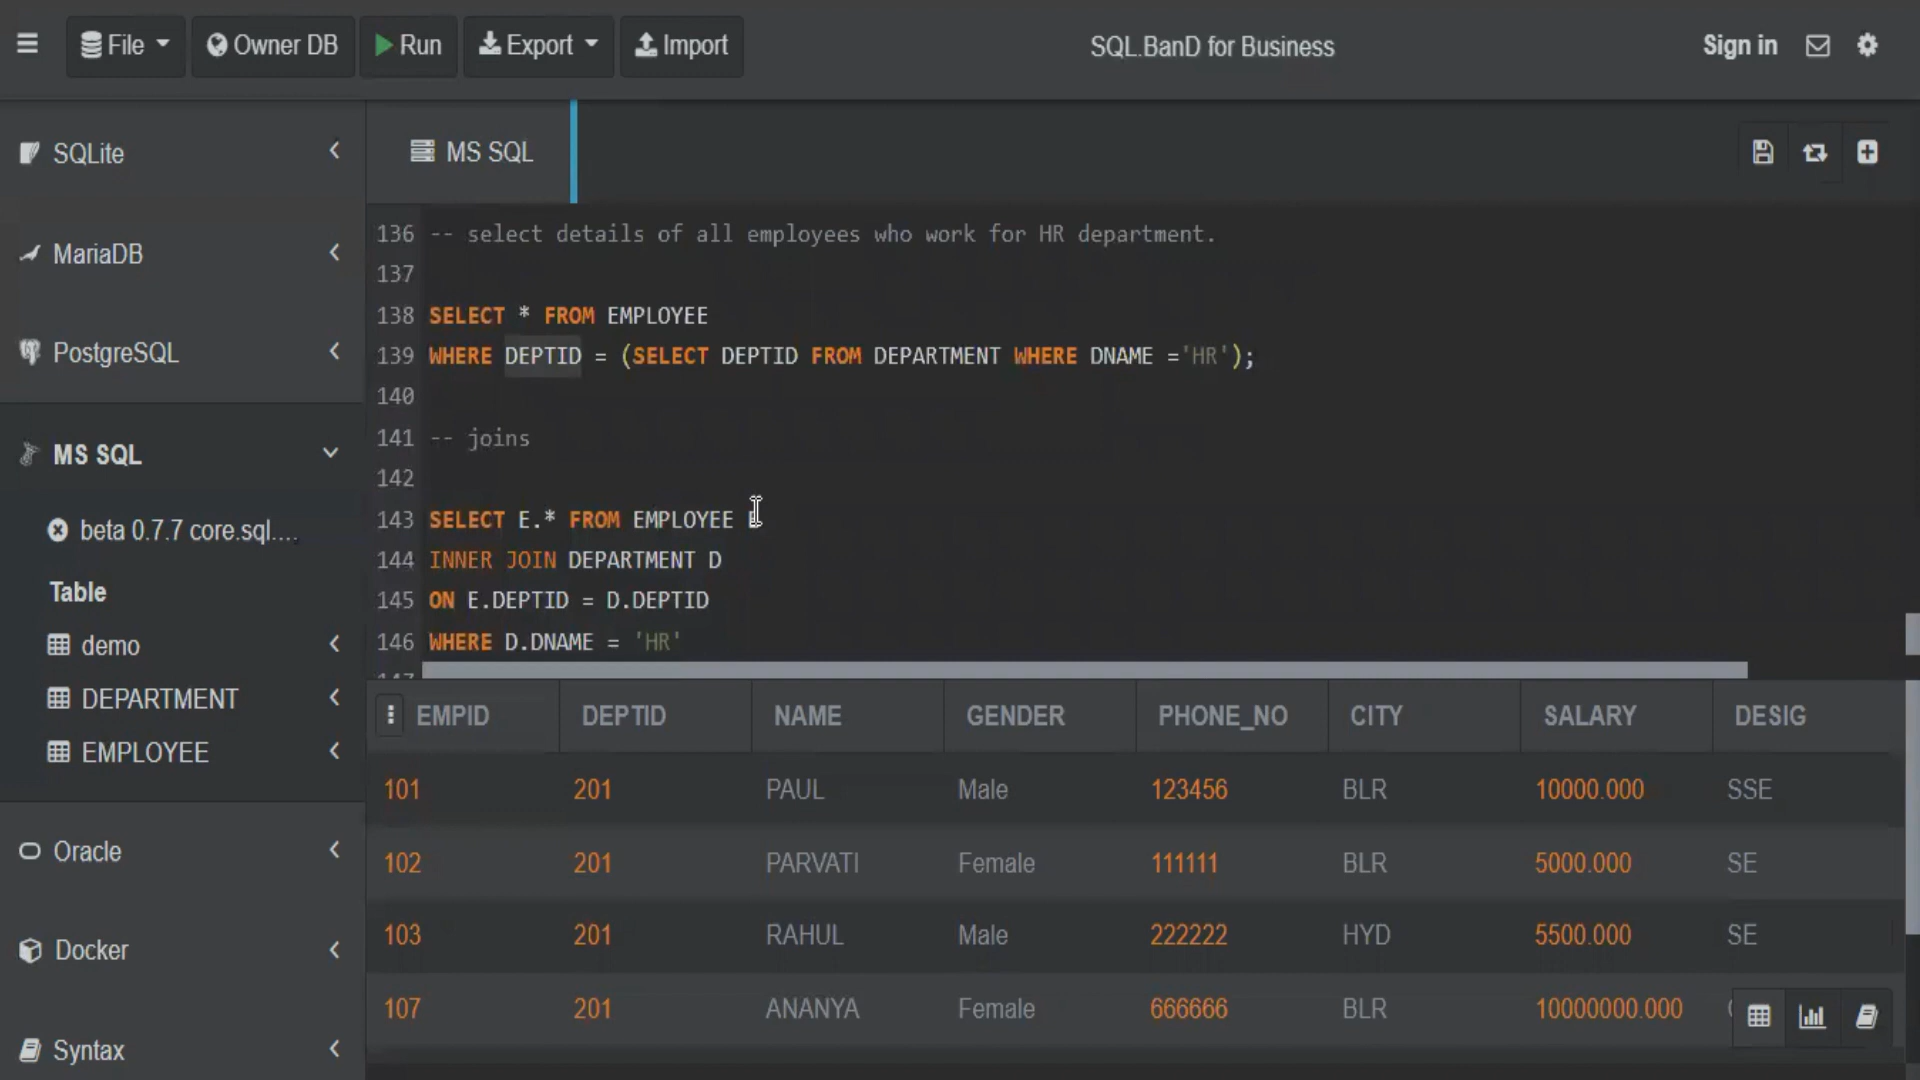 File
Owner DB
Run
Export
Import
SQL.BanD for Business
Sign in
SQLite
MariaDB
PostgreSQL
MS SQL
beta 0.7.7 core.sql....
Table
demo
DEPARTMENT
EMPLOYEE
Oracle
Docker
Syntax
MS SQL
136 -- select details of all employees who work for HR department.
137
138 SELECT * FROM EMPLOYEE
139 WHERE DEPTID = (SELECT DEPTID FROM DEPARTMENT WHERE DNAME ='HR');
140
141 -- joins
142
143 SELECT E.* FROM EMPLOYEE
144 INNER JOIN DEPARTMENT D
145 ON E.DEPTID = D.DEPTID
146 WHERE D.DNAME = 'HR'
EMPID DEPTID NAME GENDER PHONE_NO CITY SALARY DESIG
101 201 PAUL Male 123456 BLR 10000.000 SSE
102 201 PARVATI Female 111111 BLR 5000.000 SE
103 201 RAHUL Male 222222 HYD 5500.000 SE
107 201 ANANYA Female 666666 BLR 10000000.000